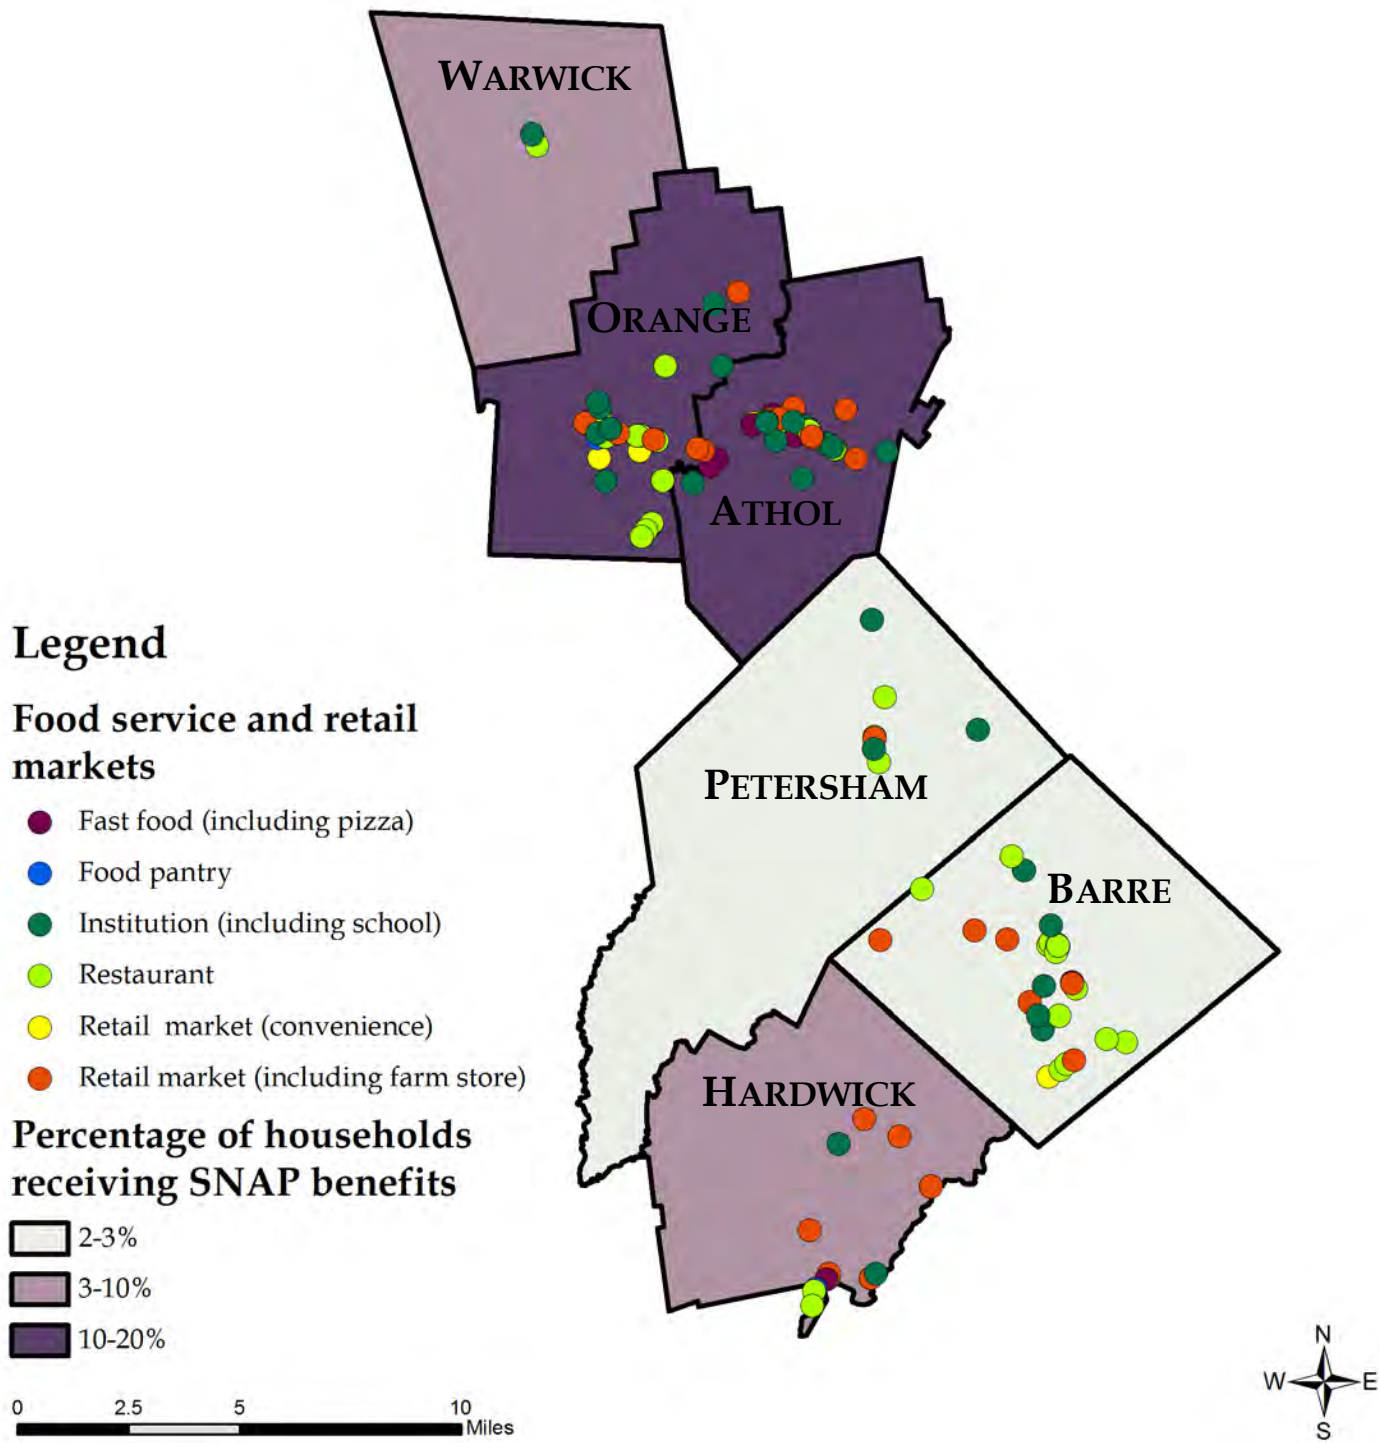 WARWICK
ORANGE
ATHOL
PETERSHAM
BARRE
HARDWICK
Legend
Food service and retail
markets
Fast food (including pizza)
Food pantry
Institution (including school)
Restaurant
Retail market (convenience)
Retail market (including farm store)
Percentage of households
receiving SNAP benefits
2-3%
3-10%
10-20%
0 2.5 5 10
Miles
N
W E
S